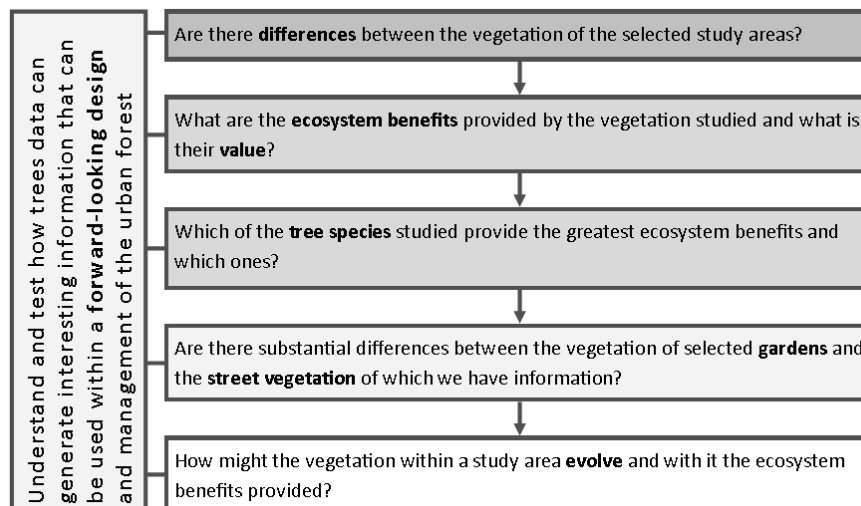 Understand and test how trees data can
generate interesting information that can
be used within a forward-looking design
and management of the urban forest
Are there differences between the vegetation of the selected study areas?
What are the ecosystem benefits provided by the vegetation studied and what is
their value?
Which of the tree species studied provide the greatest ecosystem benefits and
which ones?
Are there substantial differences between the vegetation of selected gardens and
the street vegetation of which we have information?
How might the vegetation within a study area evolve and with it the ecosystem
benefits provided?